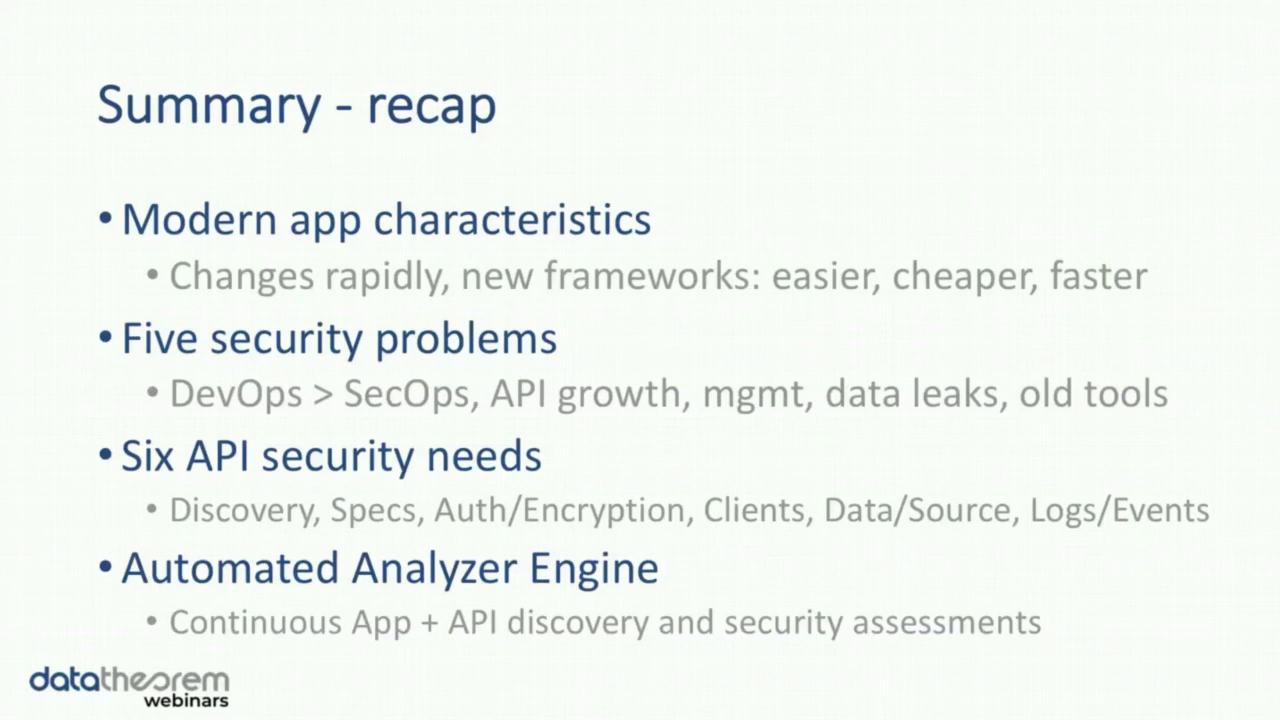 Summary - recap
• Modern app characteristics
• Changes rapidly, new frameworks: easier, cheaper, faster
• Five security problems
• DevOps > SecOps, API growth, mgmt, data leaks, old tools
• Six API security needs
• Discovery, Specs, Auth/Encryption, Clients, Data/Source, Logs/Events
• Automated Analyzer Engine
• Continuous App + API discovery and security assessments
datatheorem
webinars